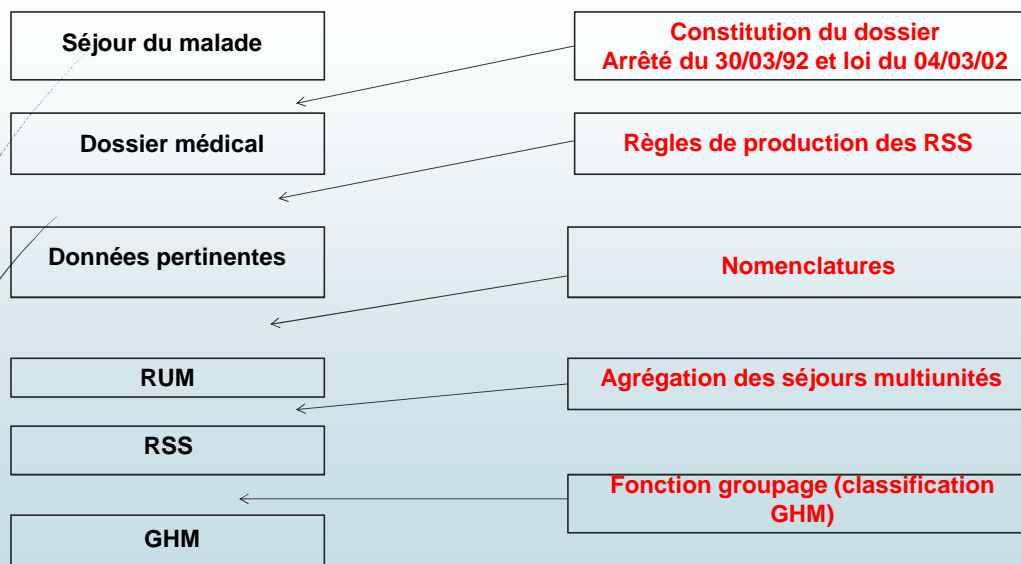 Séjour du malade
Constitution du dossier
Arrêté du 30/03/92 et loi du 04/03/02
Dossier médical
Règles de production des RSS
Données pertinentes
Nomenclatures
RUM
Agrégation des séjours multiunités
RSS
Fonction groupage (classification
GHM)
GHM